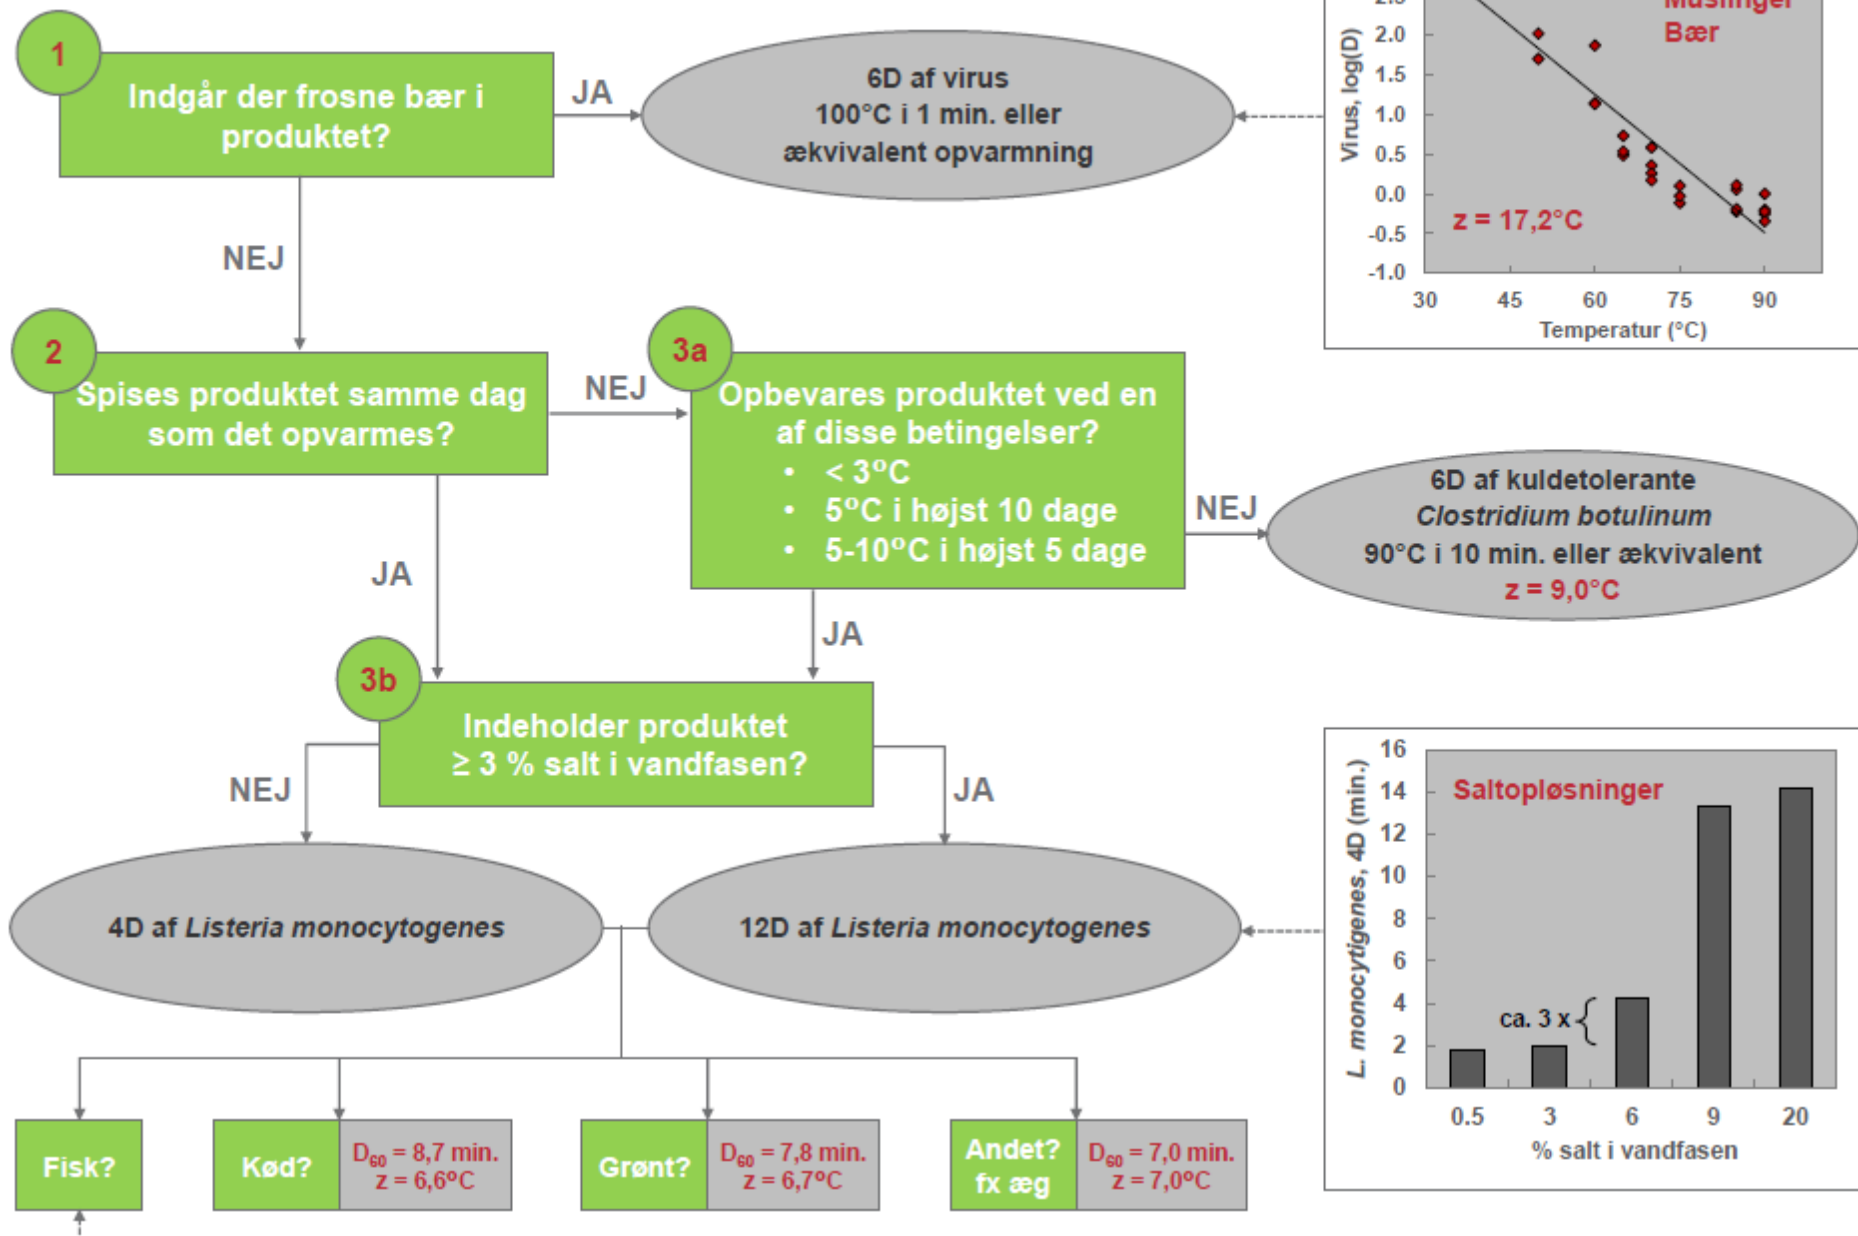 1
Indgår der frosne bær i
produktet?
JA
6D af virus
100°C i 1 min. eller
ækvivalent opvarmning
NEJ
Muslinger
Bær
Virus, log(D)
2.5
2.0
1.5
1.0
0.5
0.0
-0.5
-1.0
z = 17,2°C
30 45 60 75 90
Temperatur (°C)
2
Spises produktet samme dag
som det opvarmes?
NEJ
JA
3a
Opbevares produktet ved en
af disse betingelser?
• < 3°C
• 5°C i højst 10 dage
• 5-10°C i højst 5 dage
NEJ
6D af kuldetolerante
Clostridium botulinum
90°C i 10 min. eller ækvivalent
z = 9,0°C
JA
3b
Indeholder produktet
≥ 3 % salt i vandfasen?
NEJ
JA
4D af Listeria monocytogenes
12D af Listeria monocytogenes
Saltopløsninger
L. monocytigenes, 4D (min.)
16
14
12
10
8
6
4
2
0
ca. 3 x
0.5 3 6 9 20
% salt i vandfasen
Fisk?
Kød?
D60 = 8,7 min.
z = 6,6°C
Grønt?
D60 = 7,8 min.
z = 6,7°C
Andet?
fx æg
D60 = 7,0 min.
z = 7,0°C